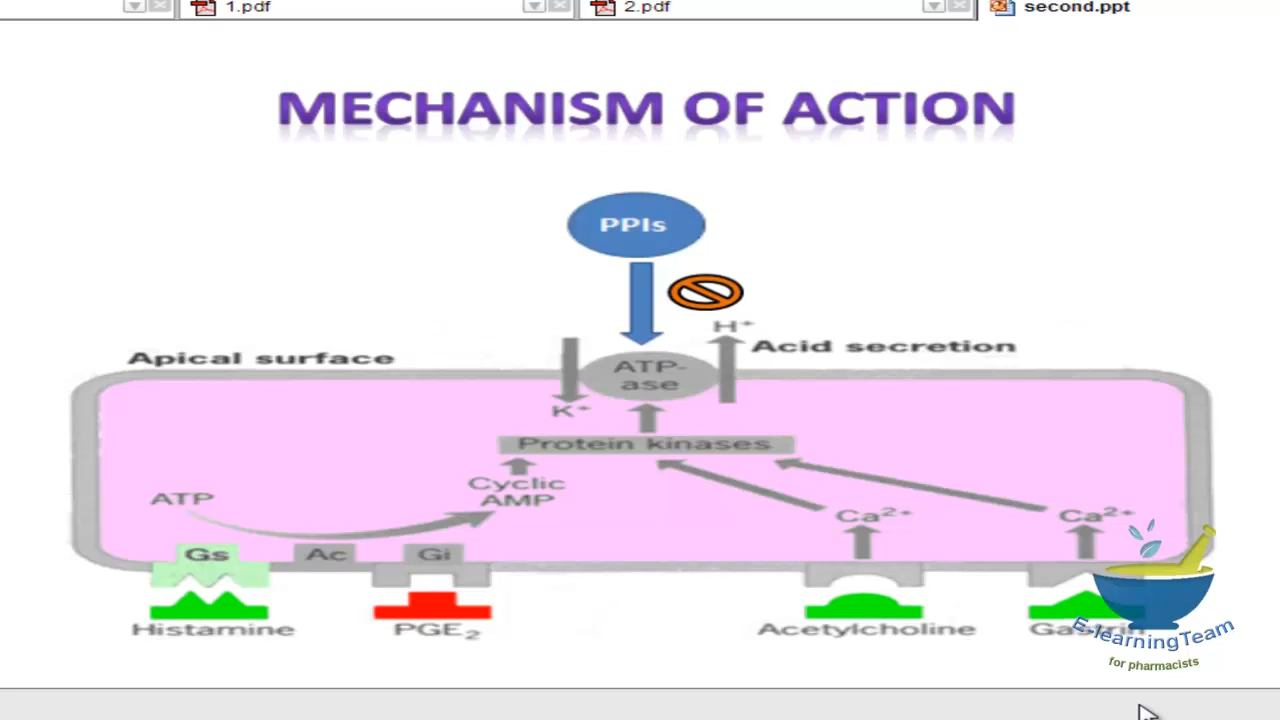 1.pdf
2.pdf
second.ppt
MECHANISM OF ACTION
PPIs
H⁺
Apical surface
Acid secretion
ATP-
ase
K⁺
Protein kinases
Cyclic
AMP
ATP
Ca²⁺
Ca²⁺
Gs
Ac
Gi
Histamine
PGE₂
Acetylcholine
Gastrin
E-learningTeam
for pharmacists